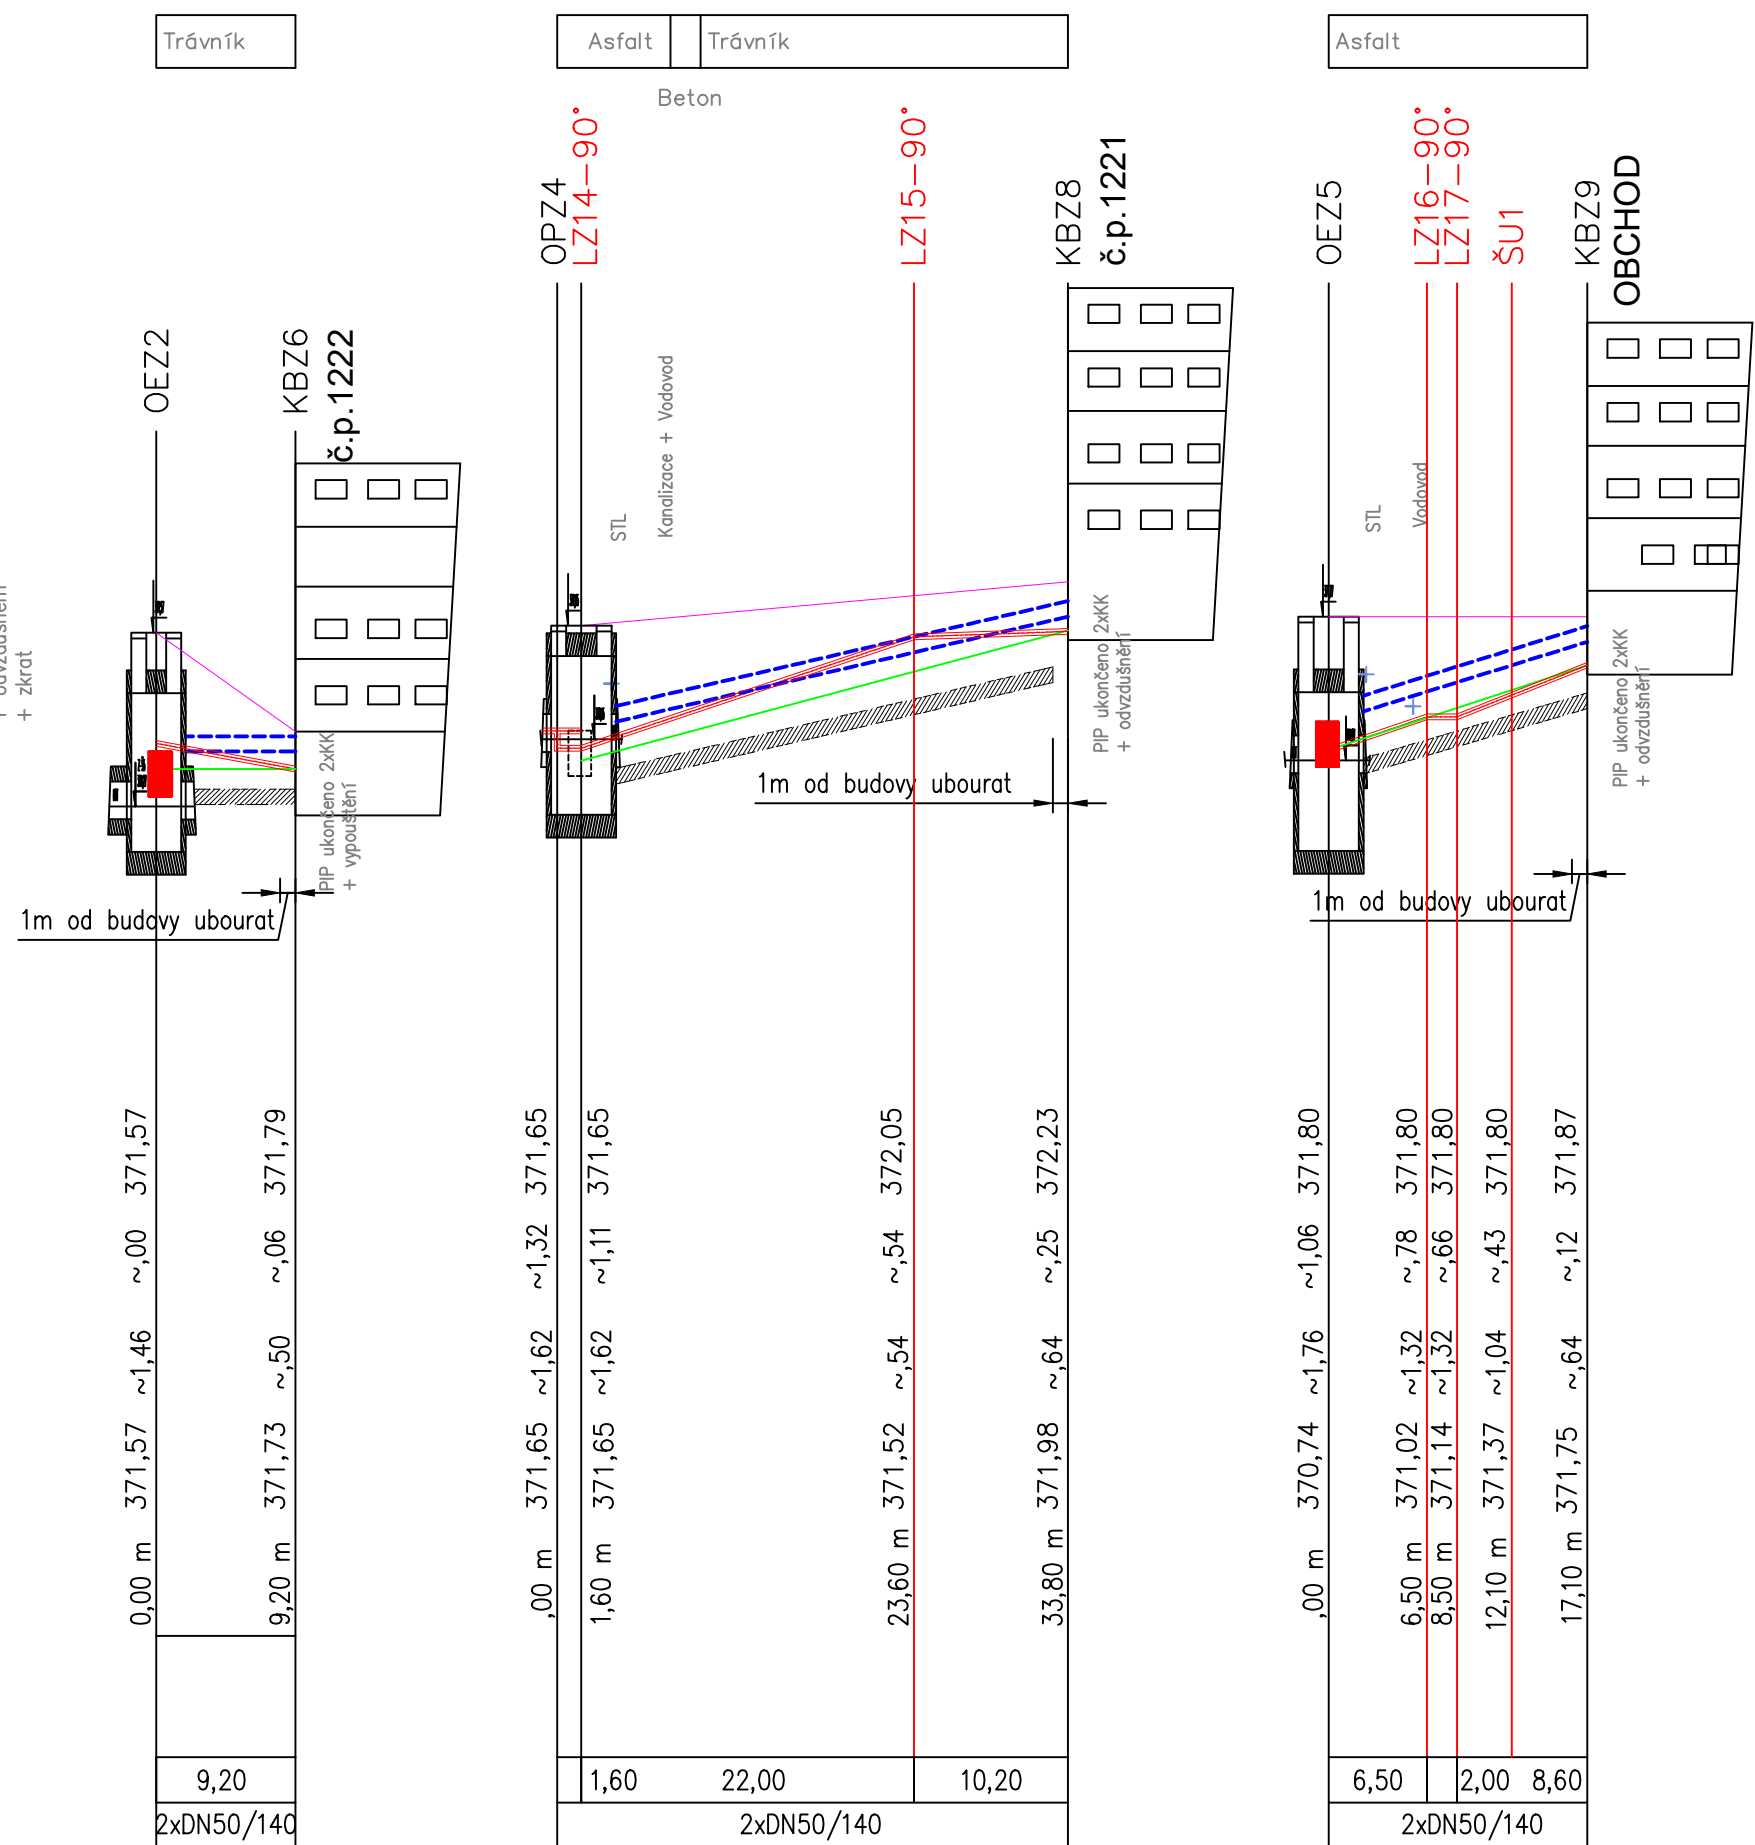 Trávník
Asfalt
Trávník
Asfalt
Beton
OEZ2
KBZ6
č.p.1222
OPZ4
LZ14-90°
LZ15-90°
KBZ8
č.p.1221
OEZ5
LZ16-90°
LZ17-90°
ŠU1
KBZ9
OBCHOD
+ zkrat
STL
Kanalizace + Vodovod
STL
Vodovod
PIP ukončeno 2xKK
+ vypouštění
PIP ukončeno 2xKK
+ odvzdušnění
PIP ukončeno 2xKK
+ odvzdušnění
1m od budovy ubourat
1m od budovy ubourat
1m od budovy ubourat
0,00 m 371,57 ~1,46 ~,00 371,57
9,20 m 371,73 ~,50 ~,06 371,79
,00 m 371,65 ~1,62 ~1,32 371,65
1,60 m 371,65 ~1,62 ~1,11 371,65
23,60 m 371,52 ~,54 ~,54 372,05
33,80 m 371,98 ~,64 ~,25 372,23
,00 m 370,74 ~1,76 ~1,06 371,80
6,50 m 371,02 ~1,32 ~,78 371,80
8,50 m 371,14 ~1,32 ~,66 371,80
12,10 m 371,37 ~1,04 ~,43 371,80
17,10 m 371,75 ~,64 ~,12 371,87
9,20
1,60 22,00 10,20
6,50 2,00 8,60
2xDN50/140
2xDN50/140
2xDN50/140